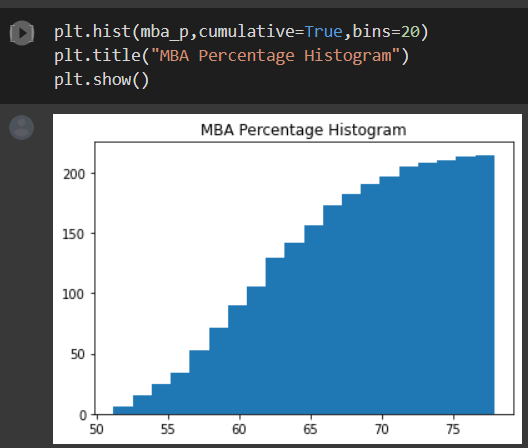 plt.hist(mba_p,cumulative=True,bins=20)
plt.title("MBA Percentage Histogram")
plt.show()
MBA Percentage Histogram
200
150
100
50
0
50 55 60 65 70 75